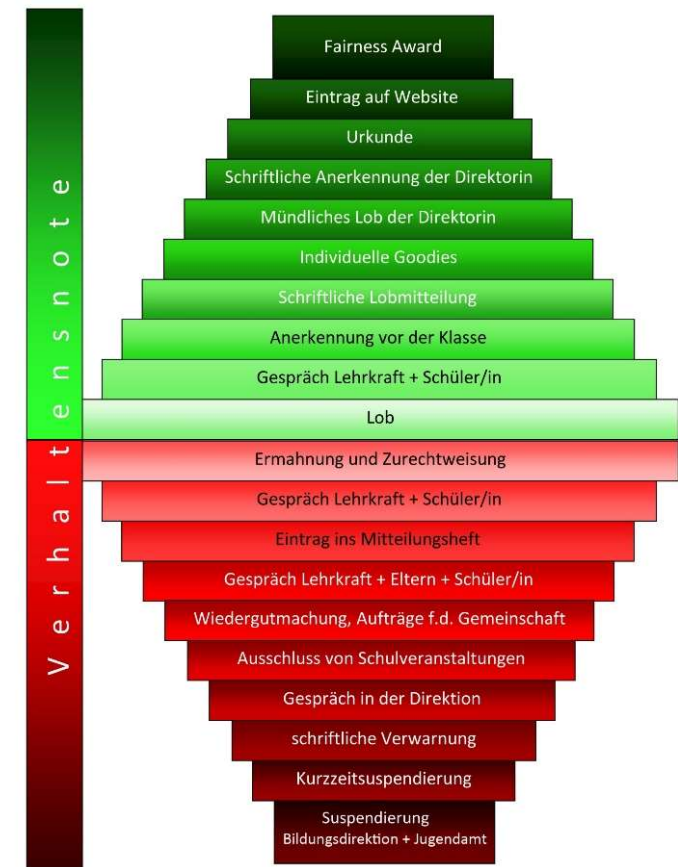 Verhaltensnote
Fairness Award
Eintrag auf Website
Urkunde
Schriftliche Anerkennung der Direktorin
Mündliches Lob der Direktorin
Individuelle Goodies
Schriftliche Lobmitteilung
Anerkennung vor der Klasse
Gespräch Lehrkraft + Schüler/in
Lob
Ermahnung und Zurechtweisung
Gespräch Lehrkraft + Schüler/in
Eintrag ins Mitteilungsheft
Gespräch Lehrkraft + Eltern + Schüler/in
Wiedergutmachung, Aufträge f.d. Gemeinschaft
Ausschluss von Schulveranstaltungen
Gespräch in der Direktion
schriftliche Verwarnung
Kurzzeitsuspendierung
Suspendierung
Bildungsdirektion + Jugendamt